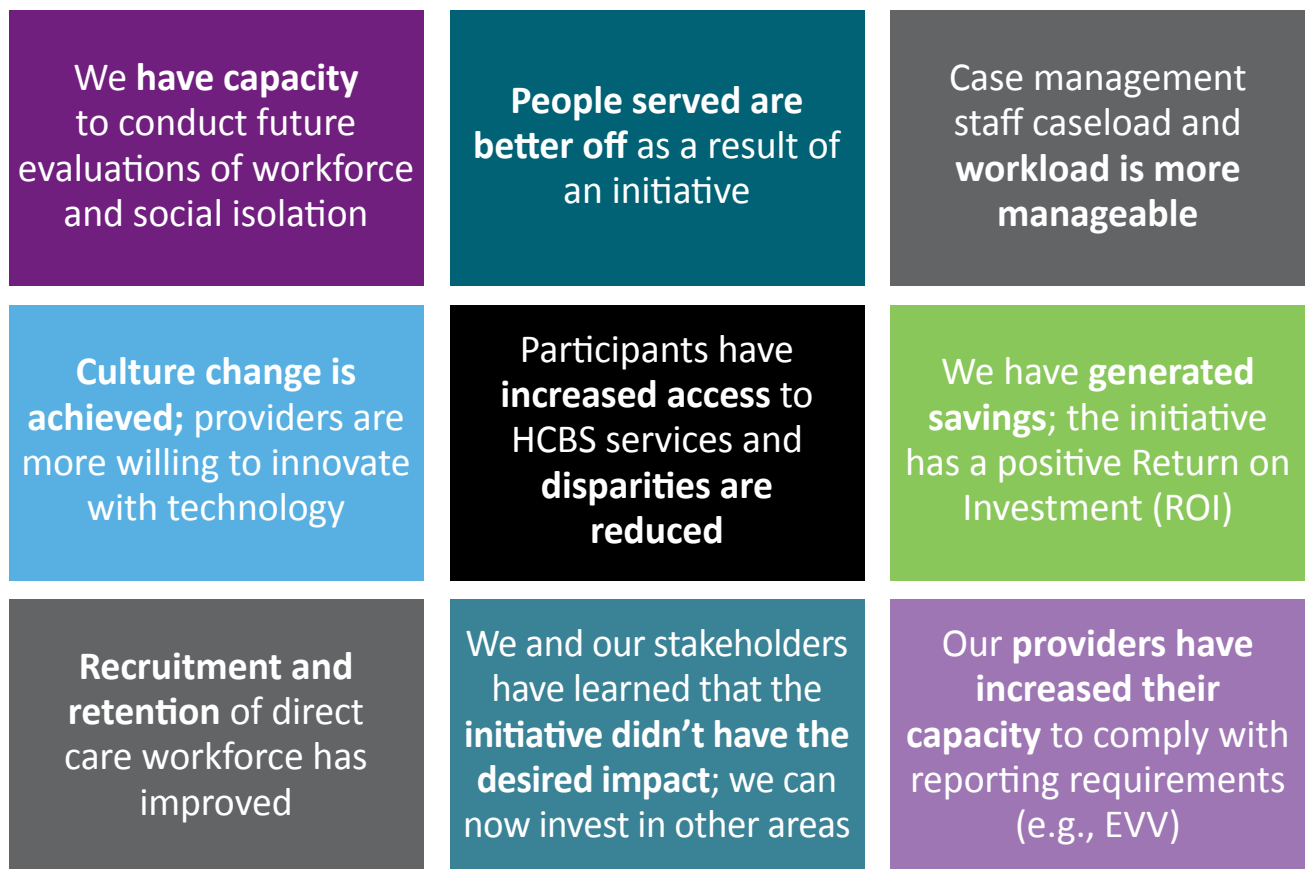 We have capacity
to conduct future
evaluations of workforce
and social isolation
People served are
better off as a result of
an initiative
Case management
staff caseload and
workload is more
manageable
Culture change is
achieved; providers are
more willing to innovate
with technology
Participants have
increased access to
HCBS services and
disparities are
reduced
We have generated
savings; the initiative
has a positive Return on
Investment (ROI)
Recruitment and
retention of direct
care workforce has
improved
We and our stakeholders
have learned that the
initiative didn’t have the
desired impact; we can
now invest in other areas
Our providers have
increased their
capacity to comply with
reporting requirements
(e.g., EVV)